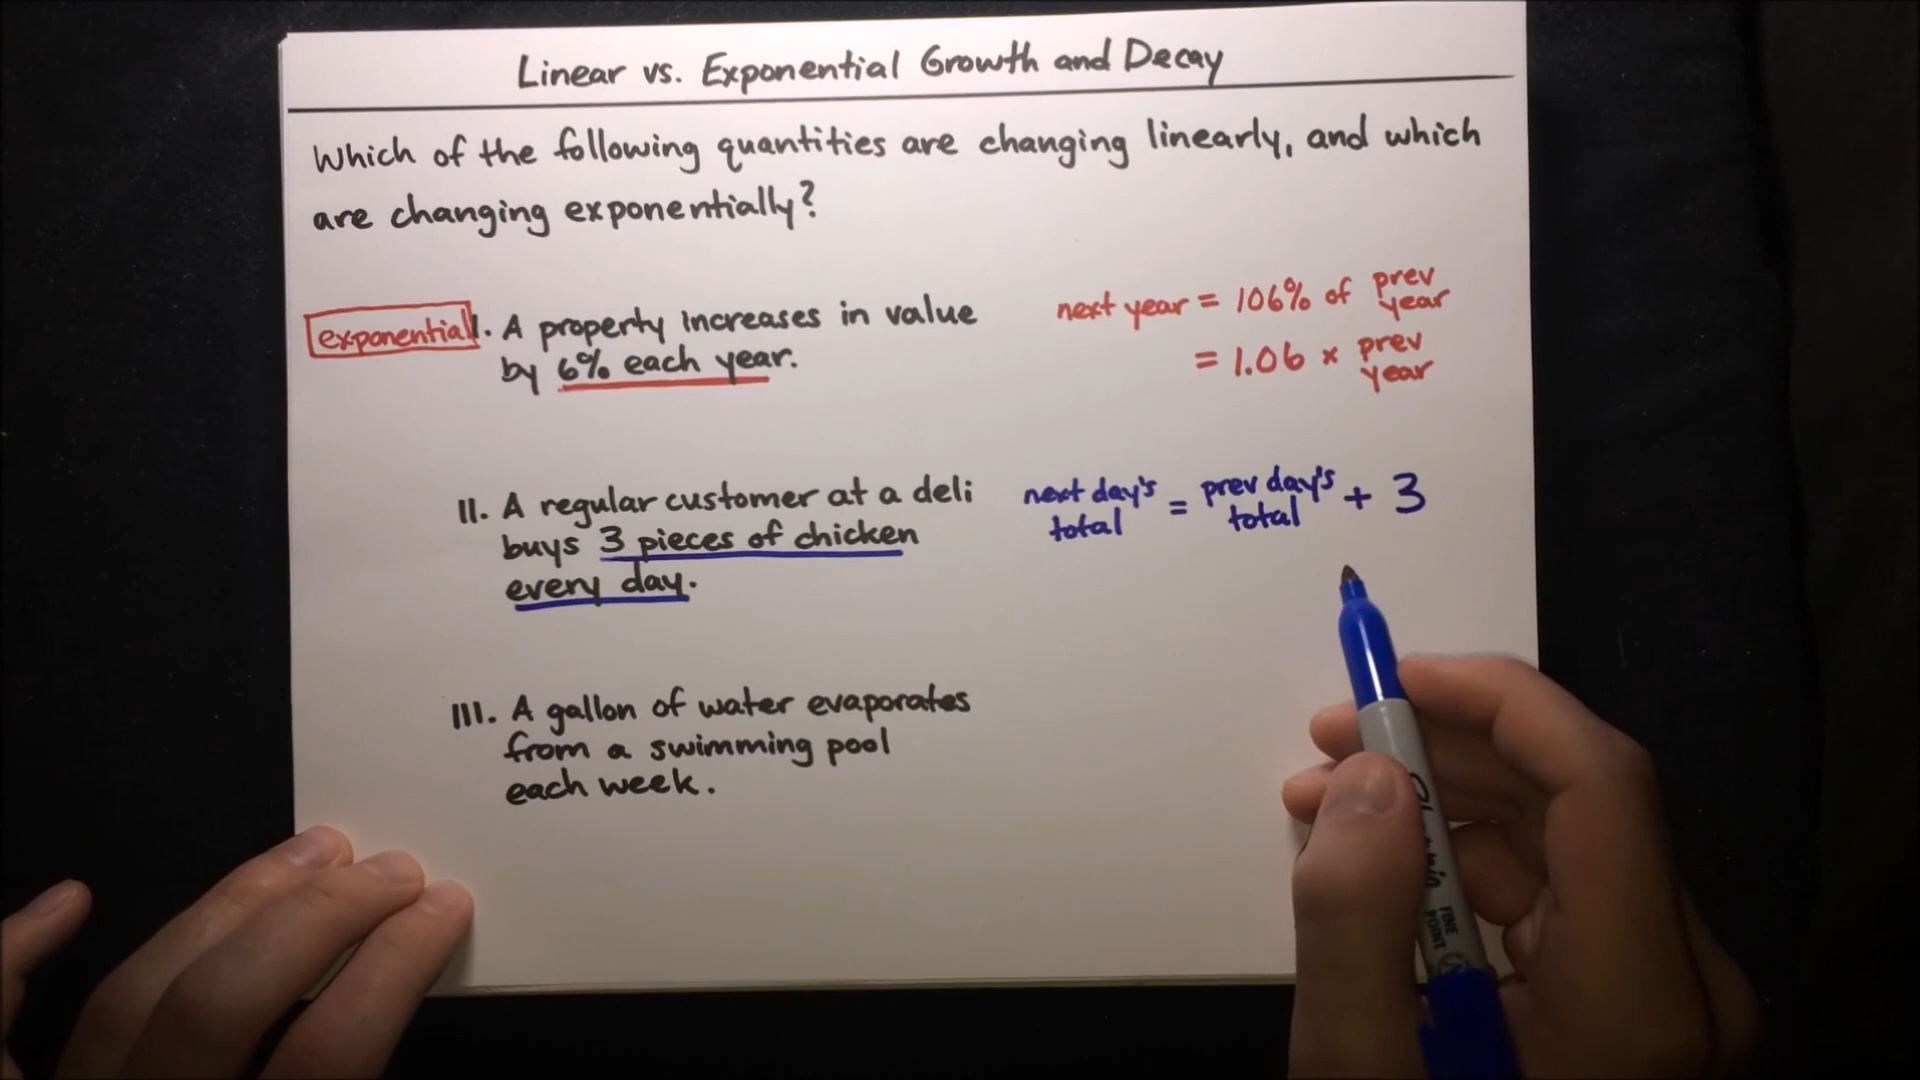 Linear vs. Exponential Growth and Decay
Which of the following quantities are changing linearly, and which
are changing exponentially?
exponential
I. A property increases in value
by 6% each year.
next year = 106% of prev year
= 1.06 × prev year
II. A regular customer at a deli
buys 3 pieces of chicken
every day.
next day's total = prev day's total + 3
III. A gallon of water evaporates
from a swimming pool
each week.
FINE
POINT